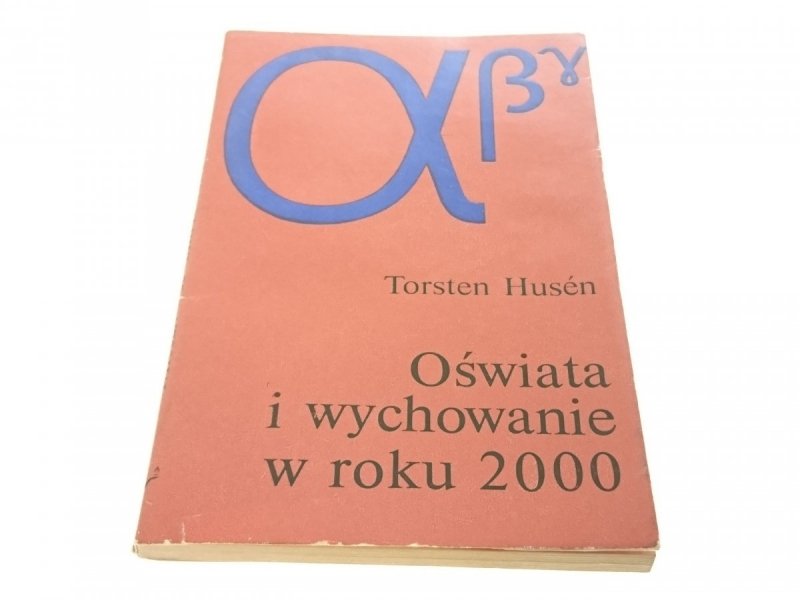 αβγ
Torsten Husén
Oświata
i wychowanie
w roku 2000